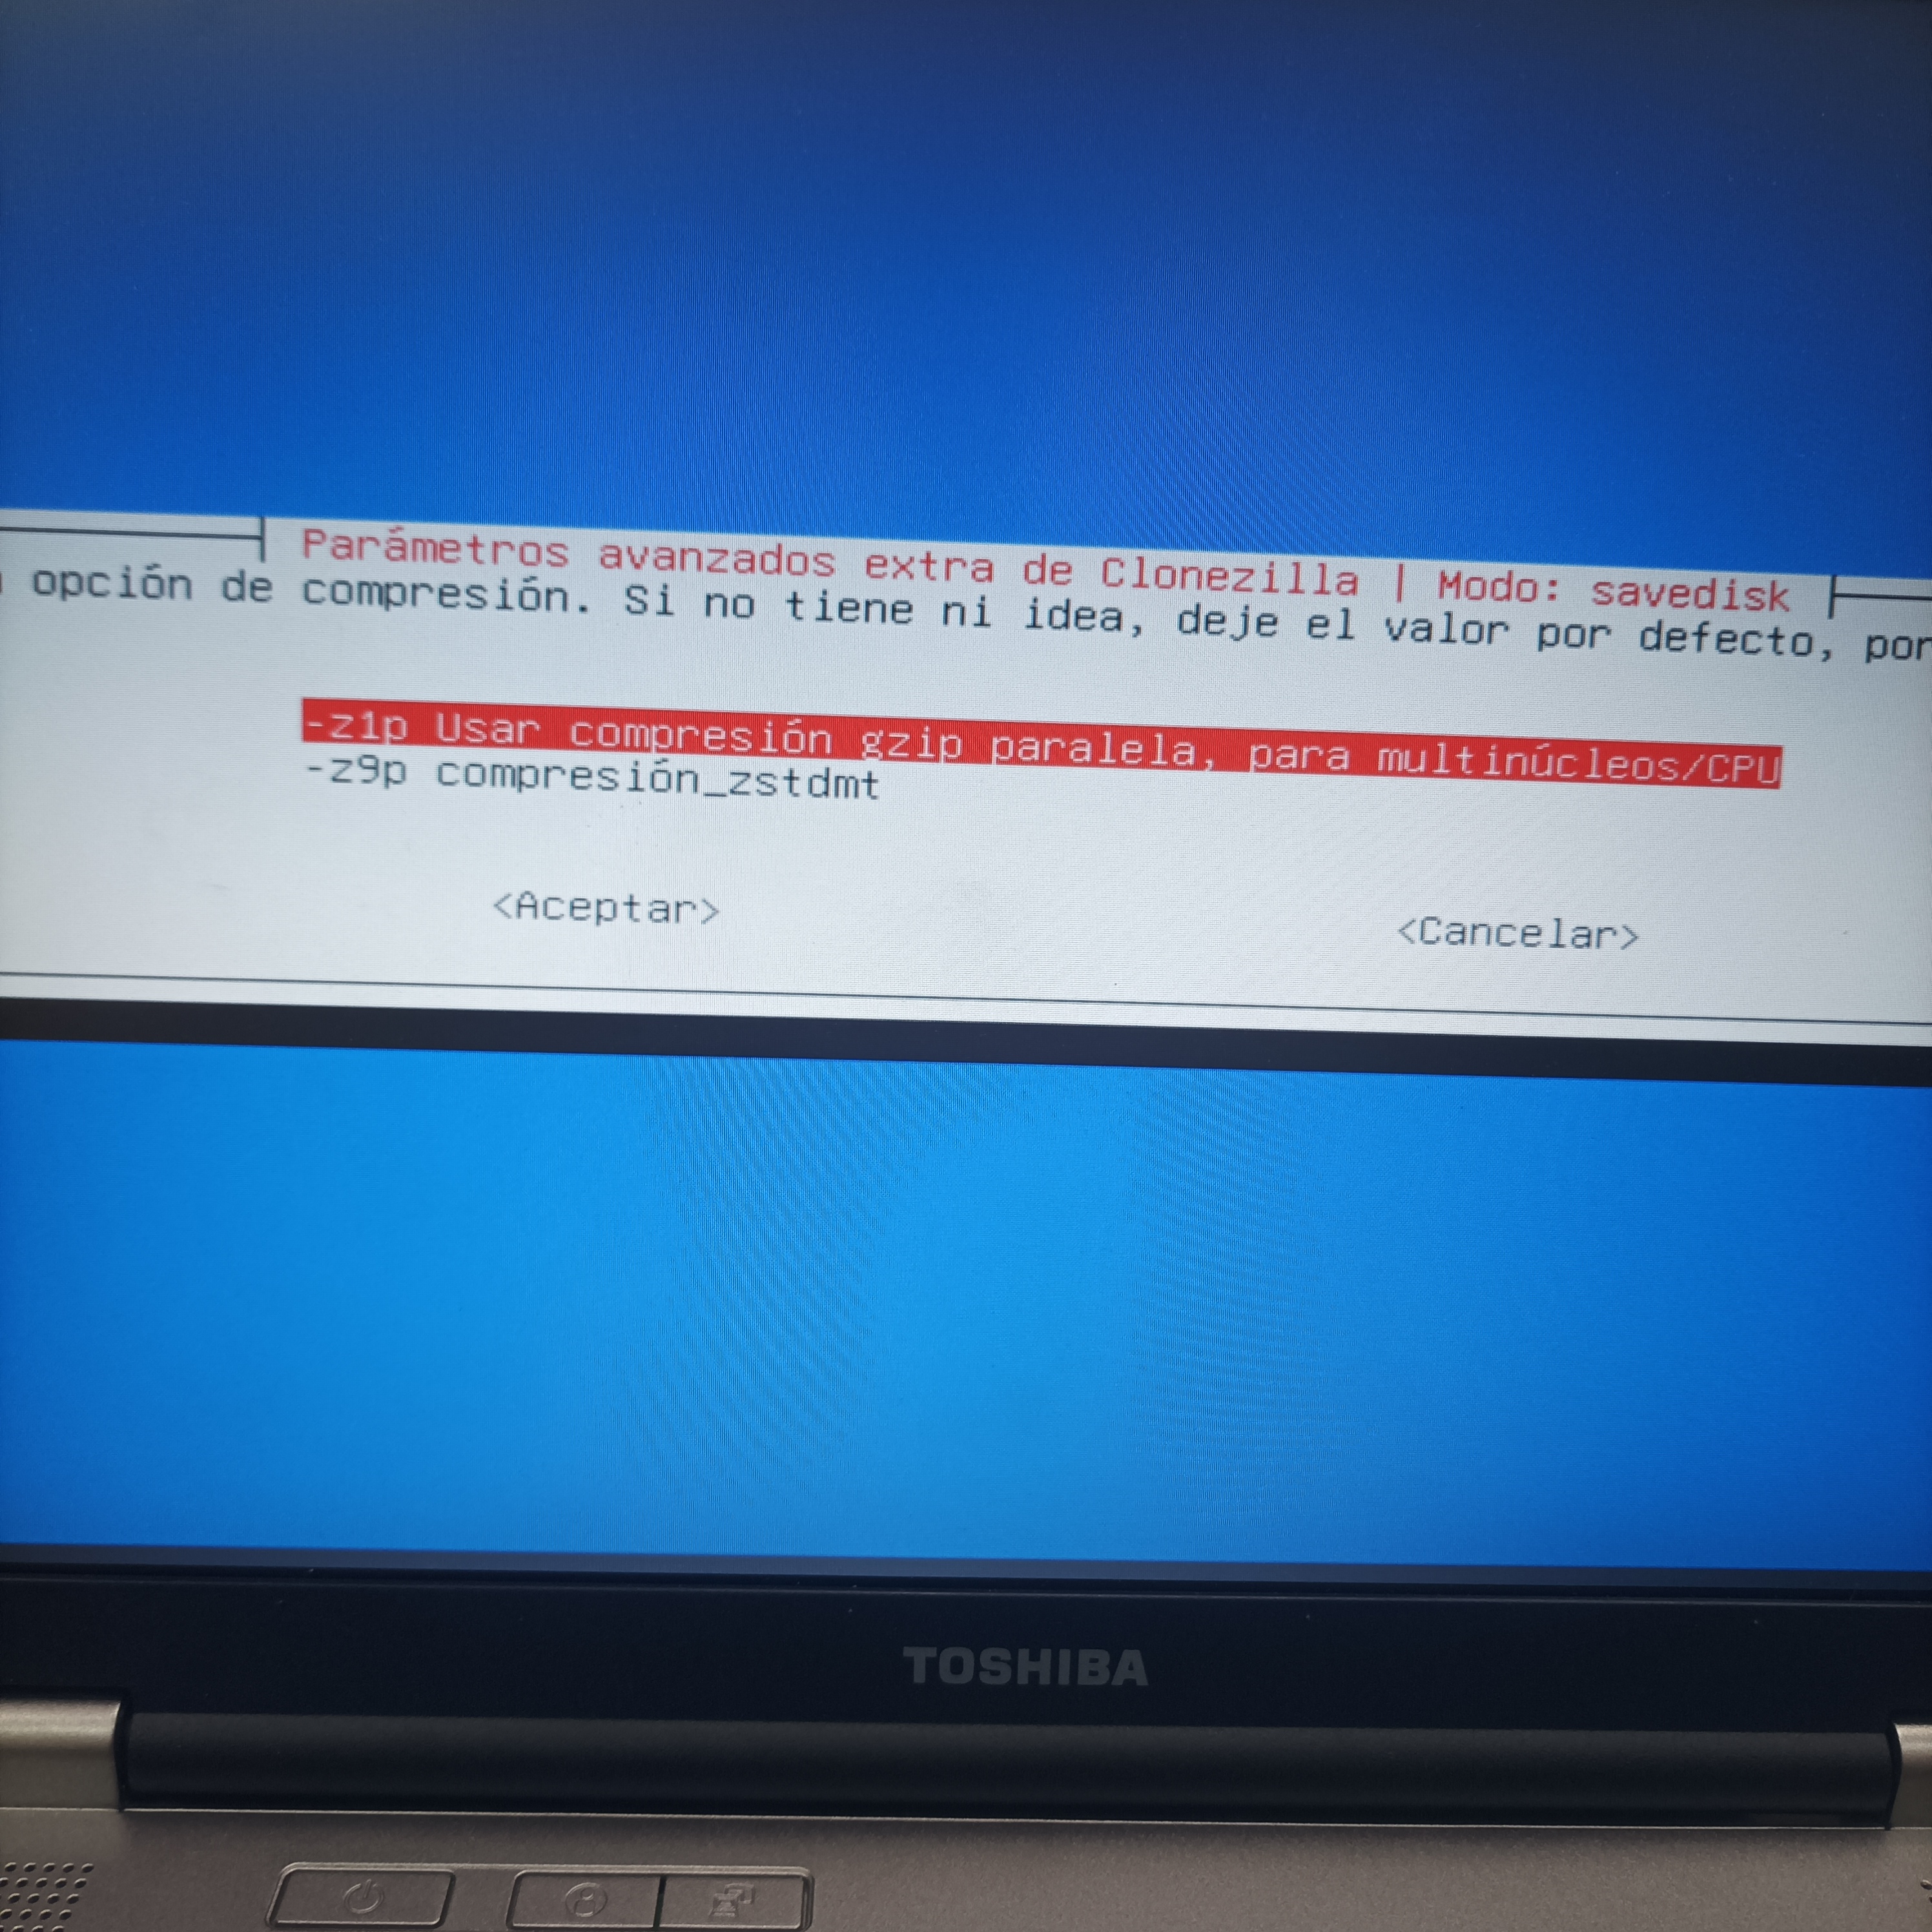 Parámetros avanzados extra de Clonezilla | Modo: savedisk
opción de compresión. Si no tiene ni idea, deje el valor por defecto, por
-z1p Usar compresión gzip paralela, para multinúcleos/CPU
-z9p compresión_zstdmt
<Aceptar>
<Cancelar>
TOSHIBA